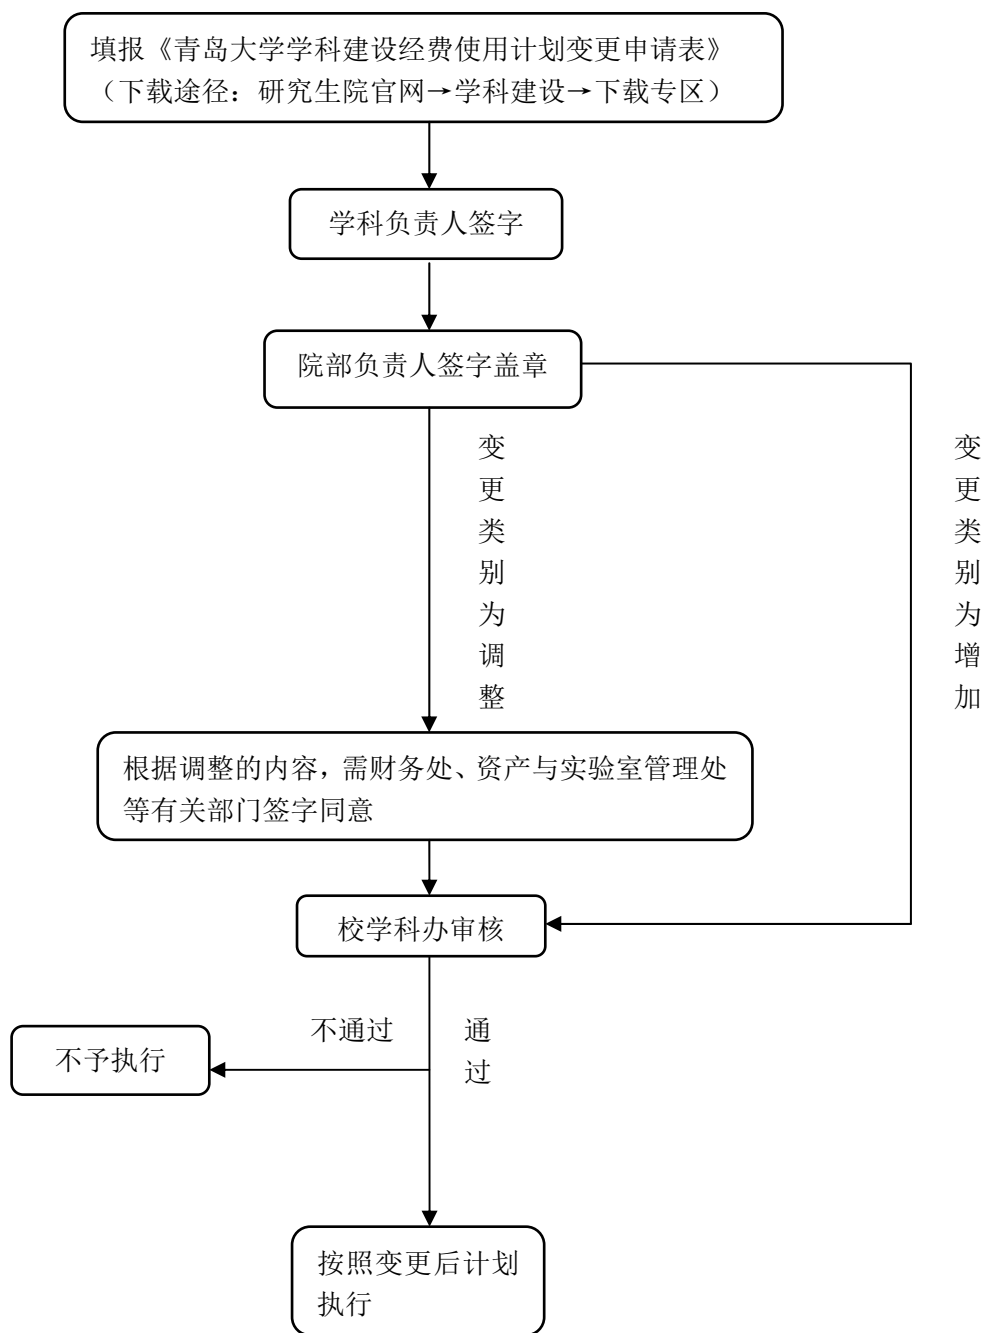 填报《青岛大学学科建设经费使用计划变更申请表》
（下载途径：研究生院官网→学科建设→下载专区）
学科负责人签字
院部负责人签字盖章
变更类别为调整
变更类别为增加
根据调整的内容，需财务处、资产与实验室管理处
等有关部门签字同意
校学科办审核
不通过
通过
不予执行
按照变更后计划
执行